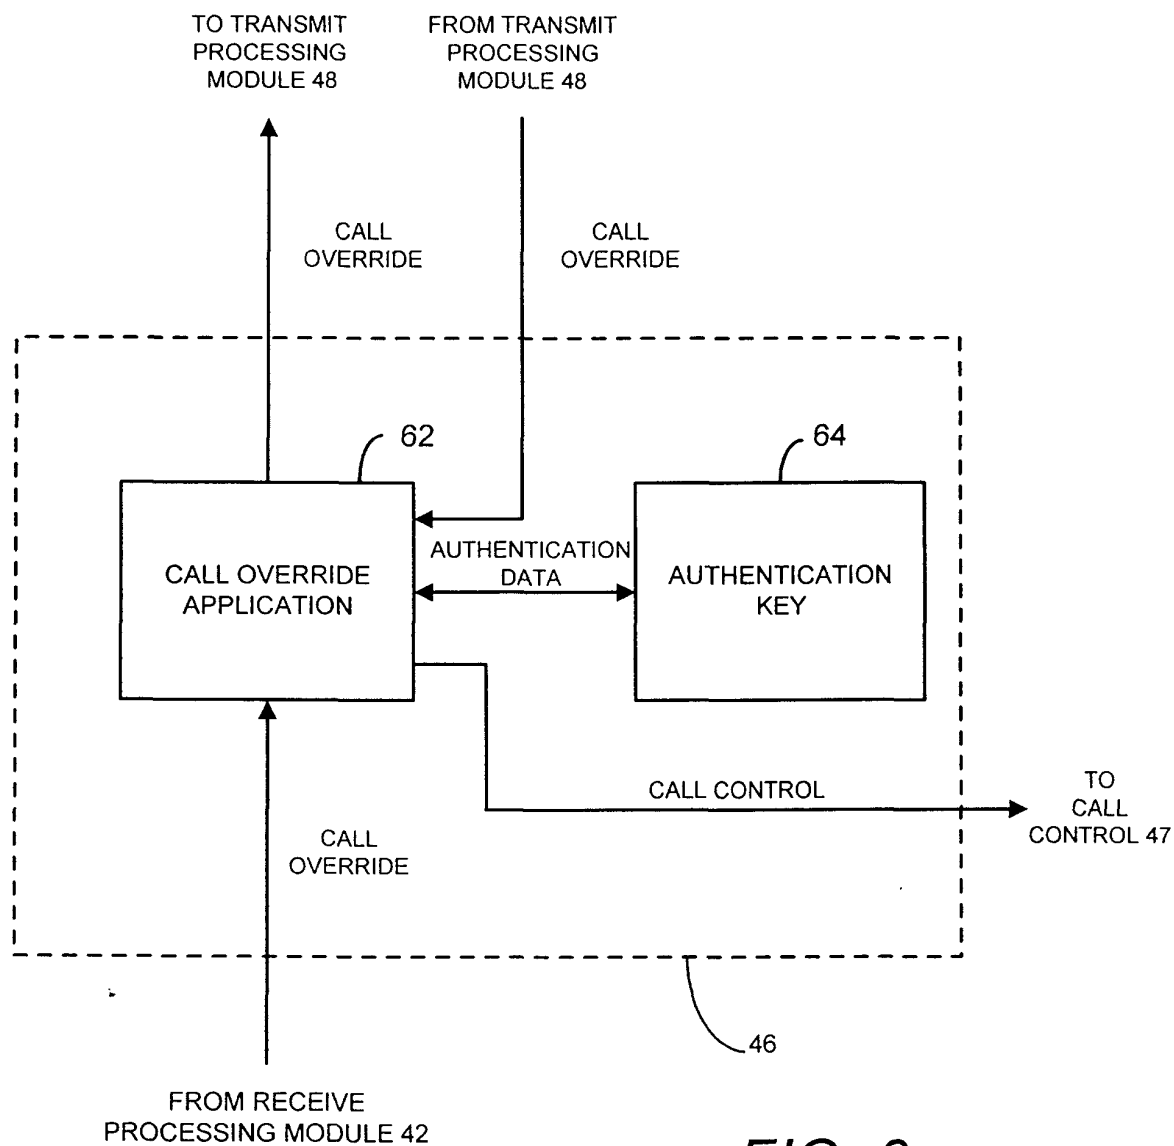 TO TRANSMIT
PROCESSING
MODULE 48
FROM TRANSMIT
PROCESSING
MODULE 48
CALL
OVERRIDE
CALL
OVERRIDE
62
64
CALL OVERRIDE
APPLICATION
AUTHENTICATION
DATA
AUTHENTICATION
KEY
CALL CONTROL
TO
CALL
CONTROL 47
CALL
OVERRIDE
46
FROM RECEIVE
PROCESSING MODULE 42
FIG.